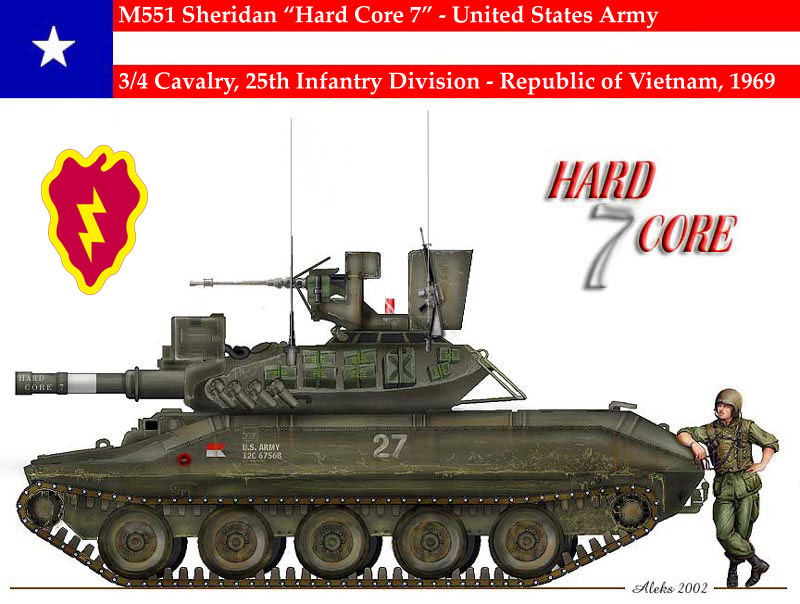 M551 Sheridan “Hard Core 7” - United States Army
3/4 Cavalry, 25th Infantry Division - Republic of Vietnam, 1969
HARD
7 CORE
HARD
CORE 7
27
U.S. ARMY
12C 67568
Aleks 2002